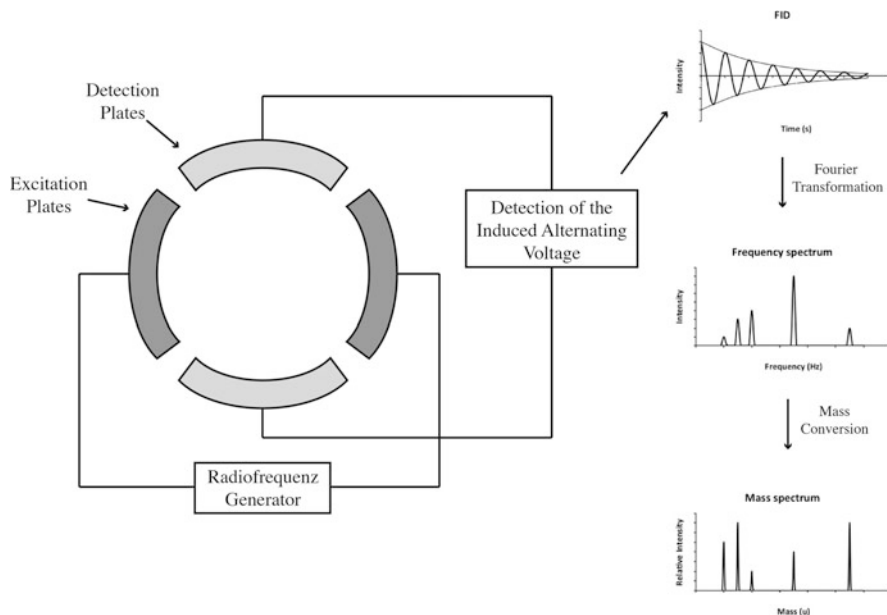 Detection
Plates
Excitation
Plates
Radiofrequenz
Generator
Detection of the
Induced Alternating
Voltage
FID
Intensity
Time (s)
Fourier
Transformation
Frequency spectrum
Intensity
Frequency (Hz)
Mass
Conversion
Mass spectrum
Relative Intensity
Mass (u)